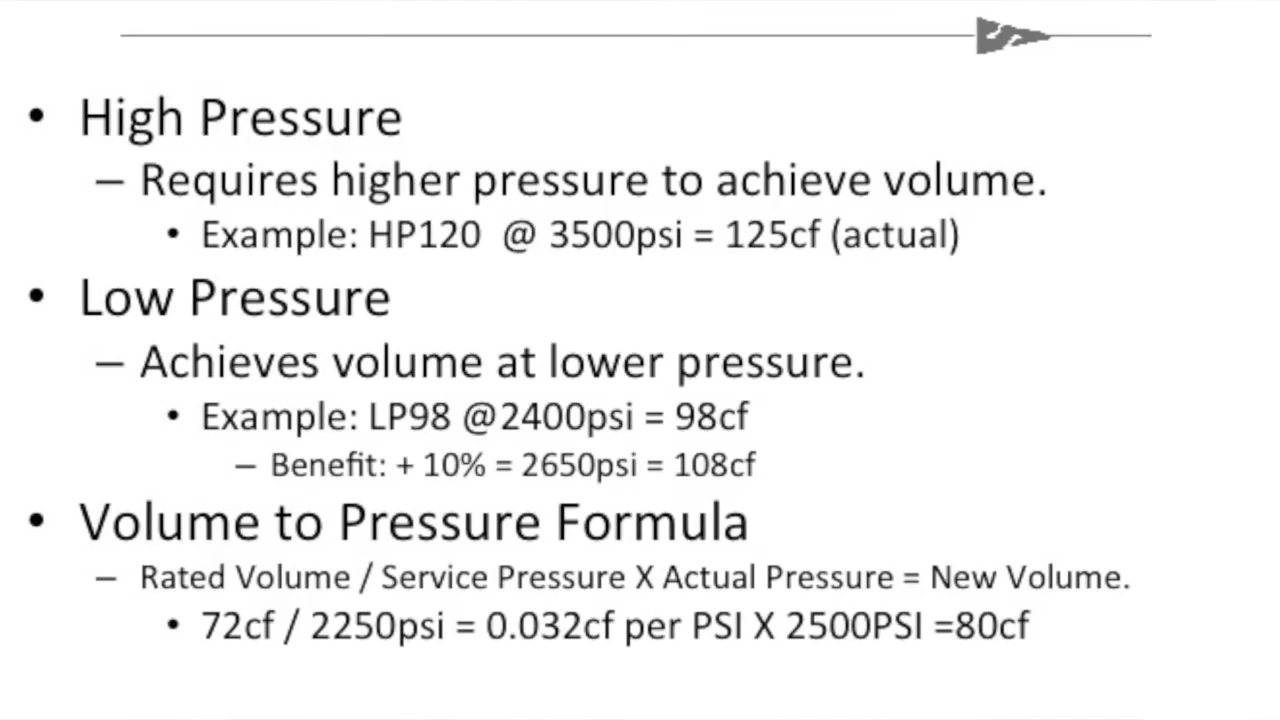 • High Pressure
– Requires higher pressure to achieve volume.
• Example: HP120 @ 3500psi = 125cf (actual)
• Low Pressure
– Achieves volume at lower pressure.
• Example: LP98 @2400psi = 98cf
– Benefit: + 10% = 2650psi = 108cf
• Volume to Pressure Formula
– Rated Volume / Service Pressure X Actual Pressure = New Volume.
• 72cf / 2250psi = 0.032cf per PSI X 2500PSI =80cf